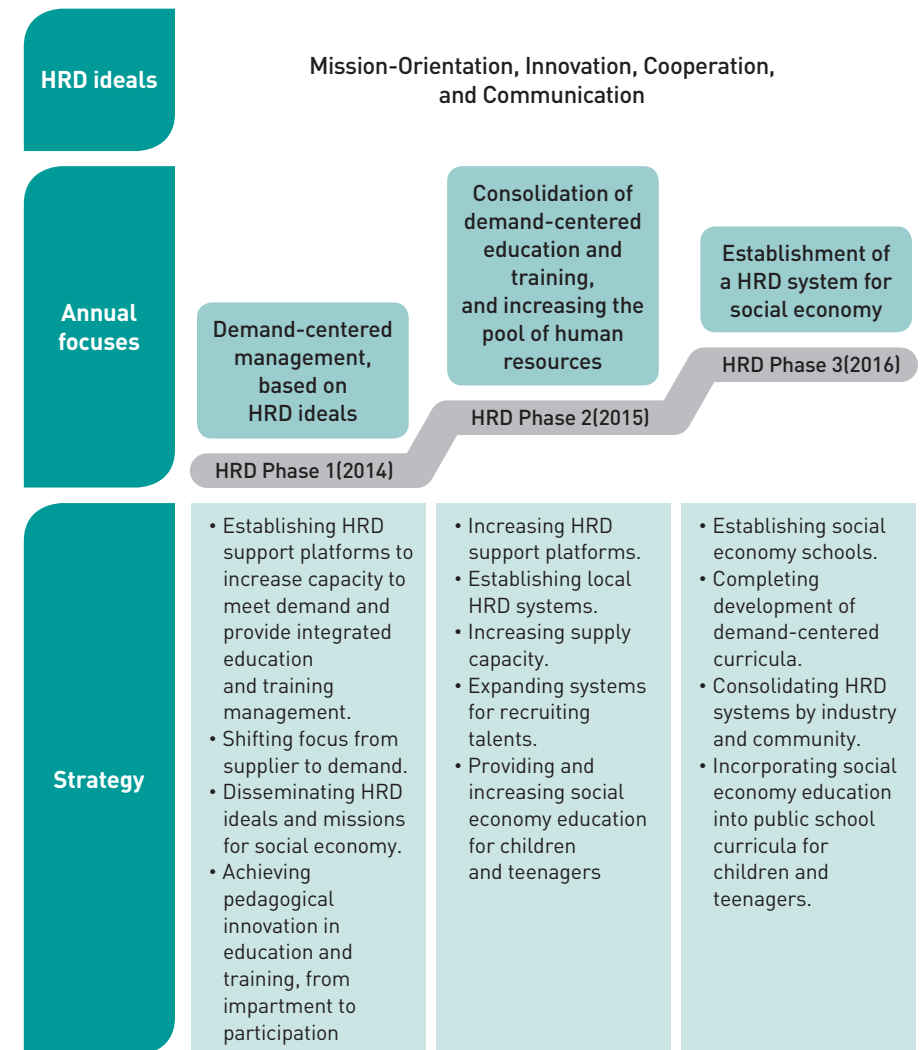 HRD ideals
Mission-Orientation, Innovation, Cooperation,
and Communication
Annual
focuses
Demand-centered
management,
based on
HRD ideals
HRD Phase 1(2014)
Consolidation of
demand-centered
education and
training,
and increasing the
pool of human
resources
HRD Phase 2(2015)
Establishment of
a HRD system for
social economy
HRD Phase 3(2016)
Strategy
• Establishing HRD
support platforms to
increase capacity to
meet demand and
provide integrated
education
and training
management.
• Shifting focus from
supplier to demand.
• Disseminating HRD
ideals and missions
for social economy.
• Achieving
pedagogical
innovation in
education and
training, from
impartment to
participation
• Increasing HRD
support platforms.
• Establishing local
HRD systems.
• Increasing supply
capacity.
• Expanding systems
for recruiting
talents.
• Providing and
increasing social
economy education
for children
and teenagers
• Establishing social
economy schools.
• Completing
development of
demand-centered
curricula.
• Consolidating HRD
systems by industry
and community.
• Incorporating social
economy education
into public school
curricula for
children and
teenagers.